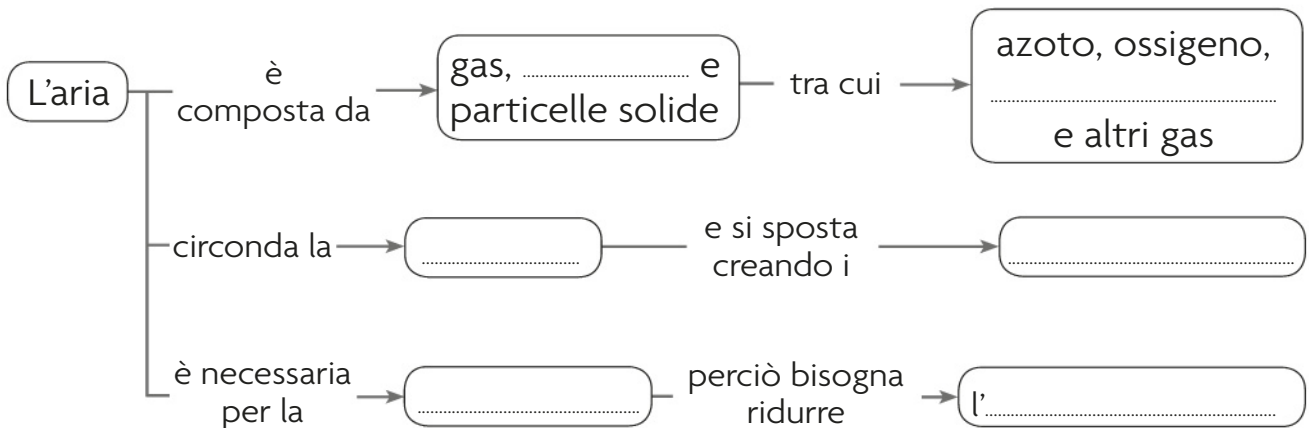 L'aria
è
composta da
gas, ........................ e
particelle solide
tra cui
azoto, ossigeno,
........................
e altri gas
circonda la
........................
e si sposta
creando i
........................
è necessaria
per la
........................
perciò bisogna
ridurre
l'........................